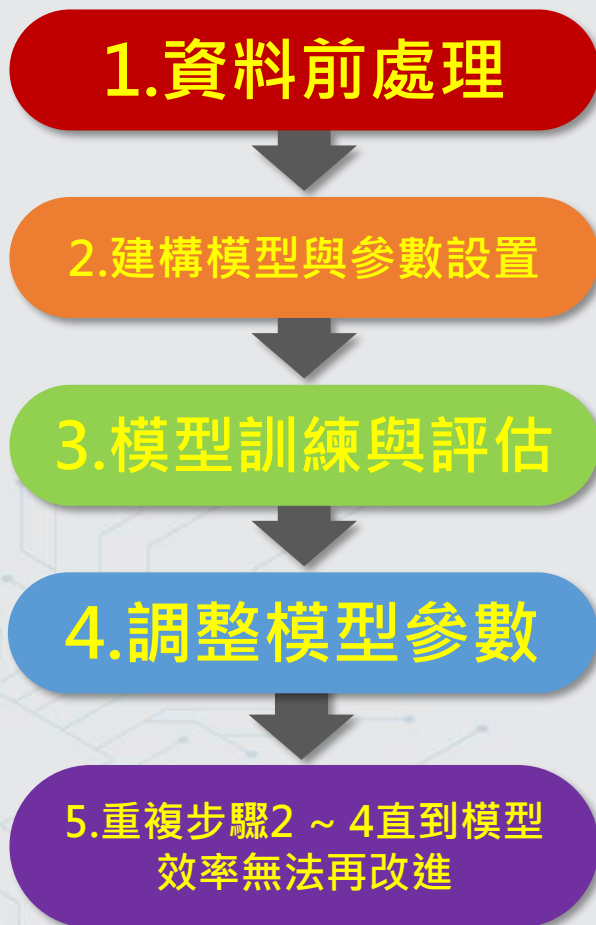 1.資料前處理
2.建構模型與參數設置
3.模型訓練與評估
4.調整模型參數
5.重複步驟2 ~ 4直到模型
效率無法再改進